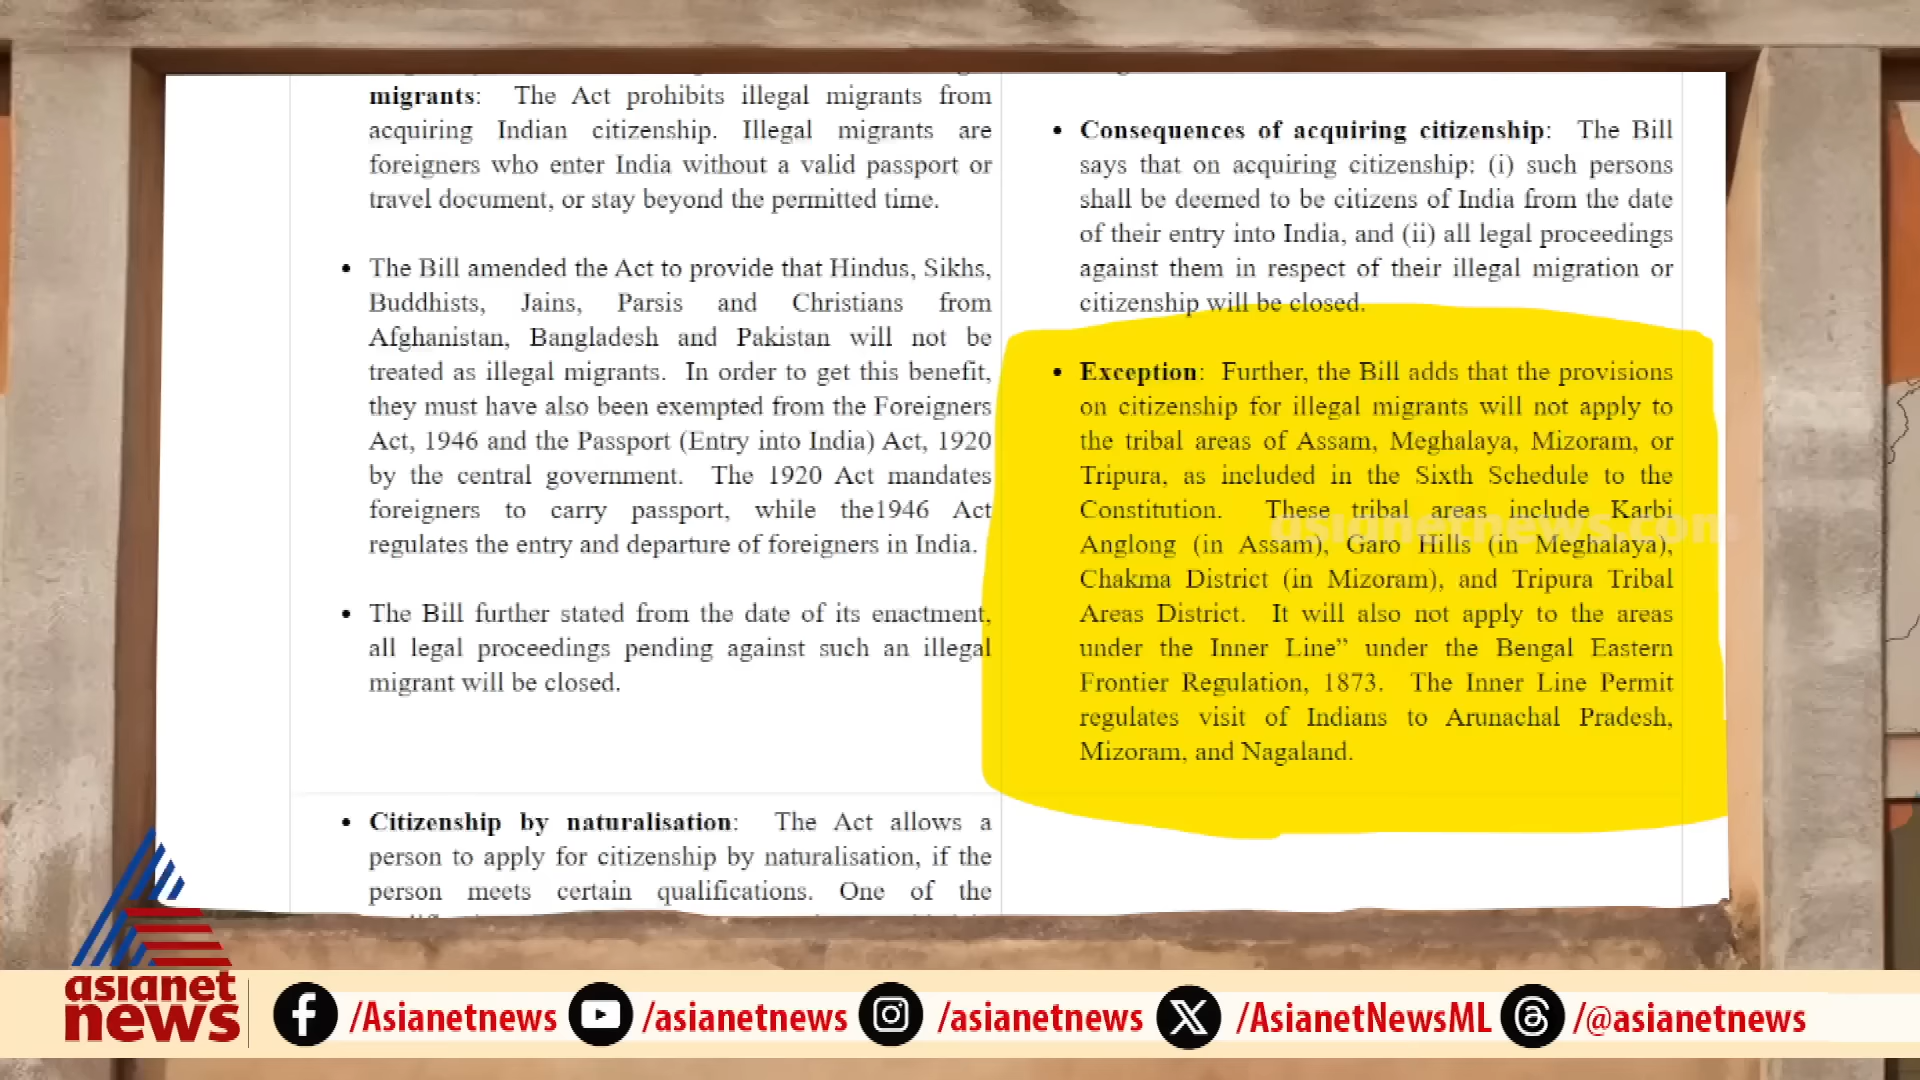 migrants: The Act prohibits illegal migrants from
acquiring Indian citizenship. Illegal migrants are
foreigners who enter India without a valid passport or
travel document, or stay beyond the permitted time.
• The Bill amended the Act to provide that Hindus, Sikhs,
Buddhists, Jains, Parsis and Christians from
Afghanistan, Bangladesh and Pakistan will not be
treated as illegal migrants. In order to get this benefit,
they must have also been exempted from the Foreigners
Act, 1946 and the Passport (Entry into India) Act, 1920
by the central government. The 1920 Act mandates
foreigners to carry passport, while the1946 Act
regulates the entry and departure of foreigners in India.
• The Bill further stated from the date of its enactment,
all legal proceedings pending against such an illegal
migrant will be closed.
• Citizenship by naturalisation: The Act allows a
person to apply for citizenship by naturalisation, if the
person meets certain qualifications. One of the
• Consequences of acquiring citizenship: The Bill
says that on acquiring citizenship: (i) such persons
shall be deemed to be citizens of India from the date
of their entry into India, and (ii) all legal proceedings
against them in respect of their illegal migration or
citizenship will be closed.
• Exception: Further, the Bill adds that the provisions
on citizenship for illegal migrants will not apply to
the tribal areas of Assam, Meghalaya, Mizoram, or
Tripura, as included in the Sixth Schedule to the
Constitution. These tribal areas include Karbi
Anglong (in Assam), Garo Hills (in Meghalaya),
Chakma District (in Mizoram), and Tripura Tribal
Areas District. It will also not apply to the areas
under the Inner Line” under the Bengal Eastern
Frontier Regulation, 1873. The Inner Line Permit
regulates visit of Indians to Arunachal Pradesh,
Mizoram, and Nagaland.
asianetnews.com
asianet
news
/Asianetnews
/asianetnews
/asianetnews
/AsianetNewsML
/@asianetnews